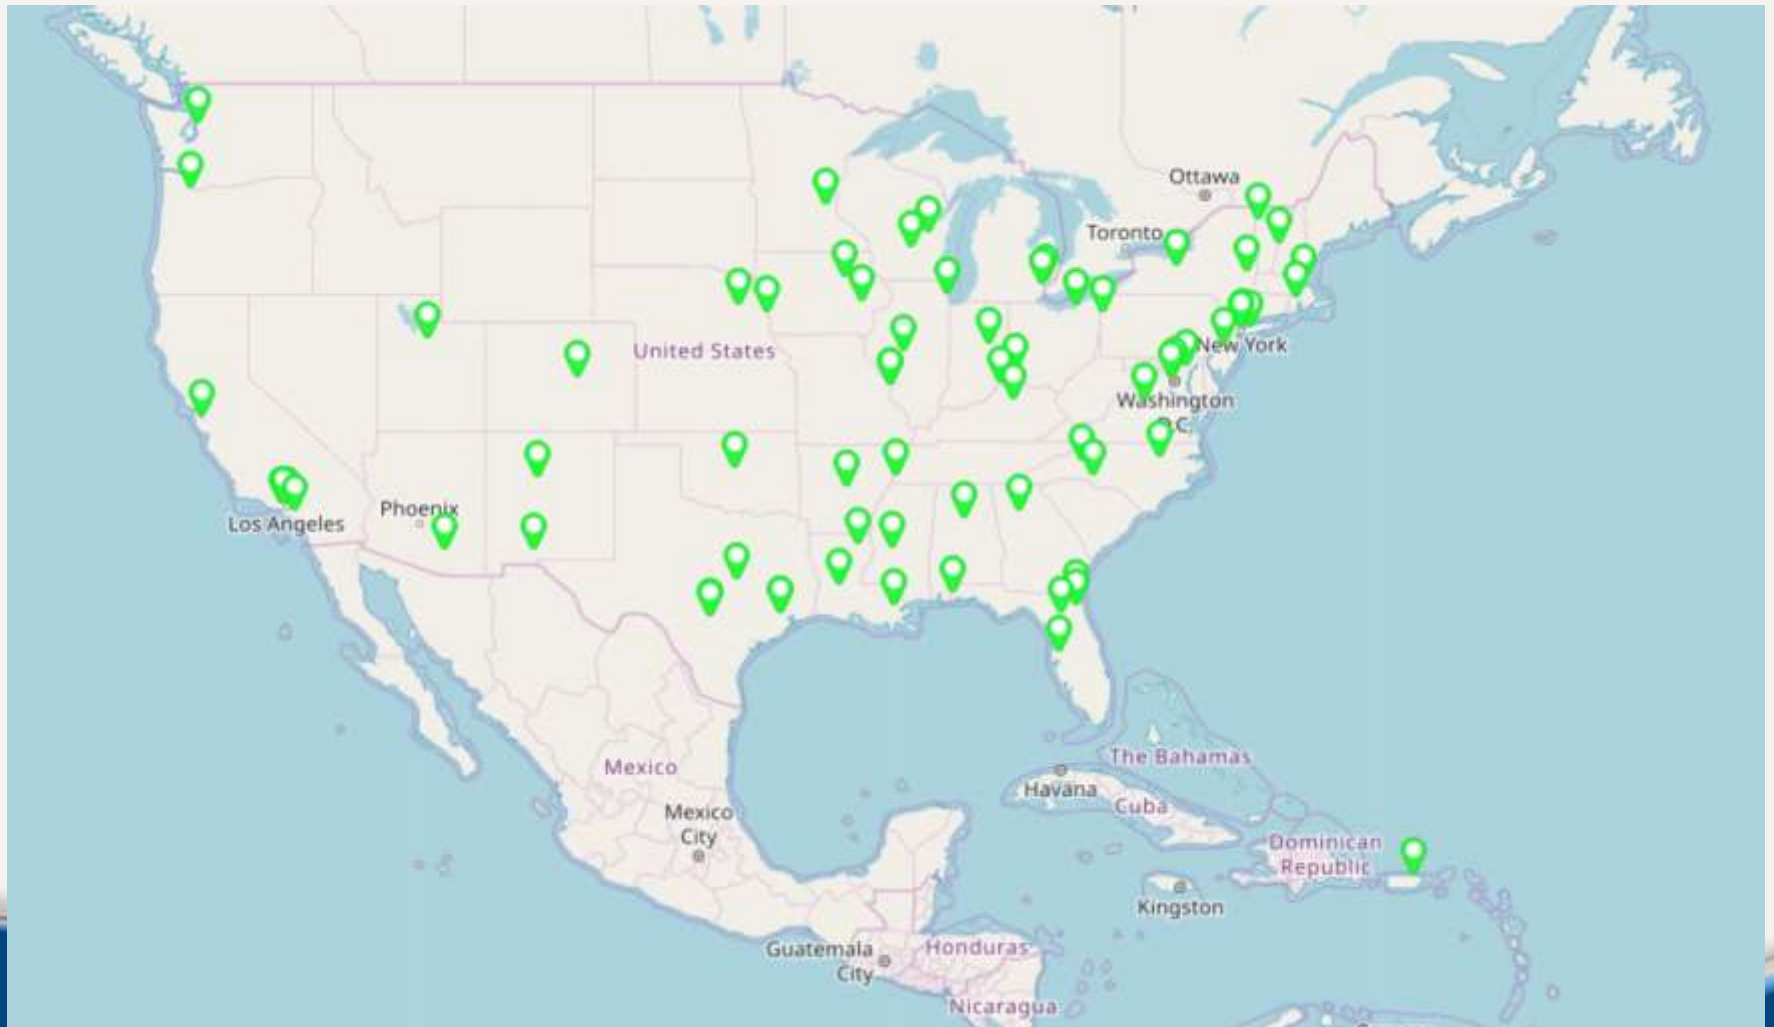 Ottawa
Toronto
United States
New York
Washington
D.C.
Phoenix
Los Angeles
Mexico
The Bahamas
Havana
Cuba
Mexico
City
Dominican
Republic
Kingston
Guatemala
City
Honduras
Nicaragua